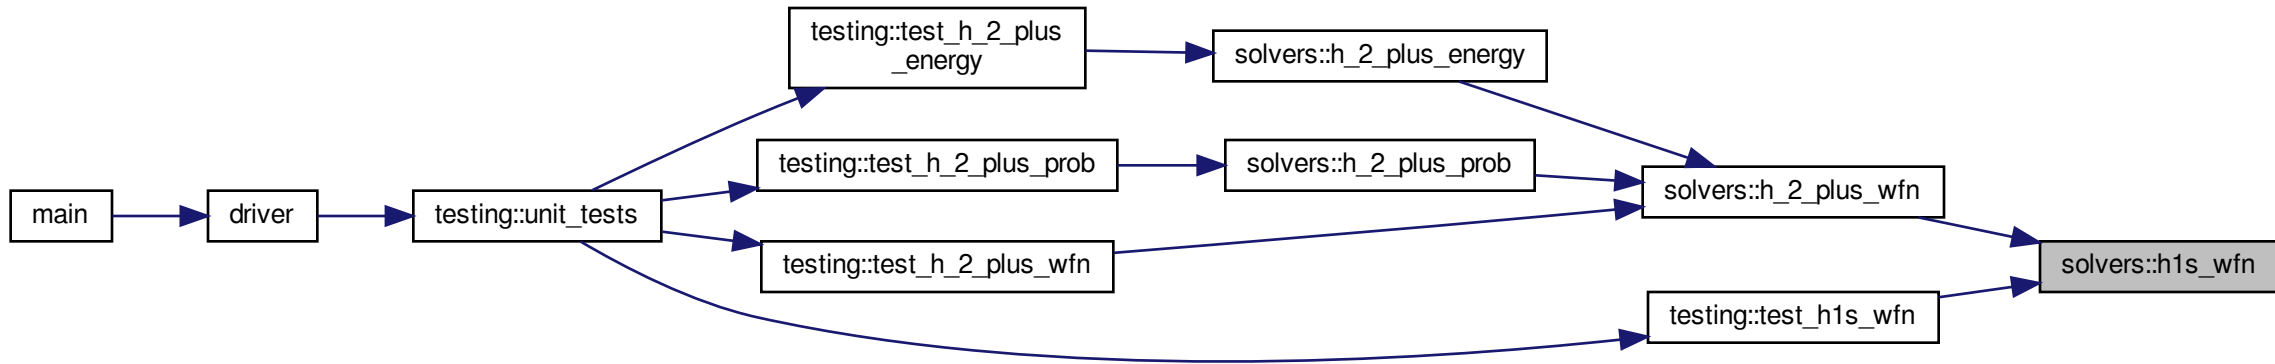 testing::test_h_2_plus
_energy
solvers::h_2_plus_energy
testing::test_h_2_plus_prob
solvers::h_2_plus_prob
main
driver
testing::unit_tests
solvers::h_2_plus_wfn
testing::test_h_2_plus_wfn
solvers::h1s_wfn
testing::test_h1s_wfn